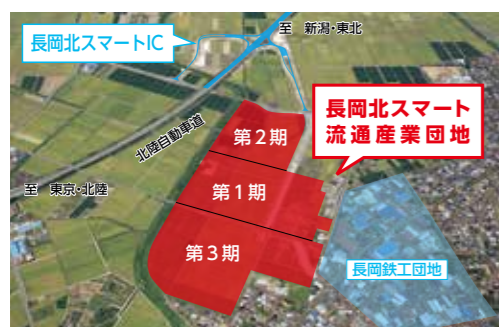 至 新潟・東北
長岡北スマートIC
長岡北スマート
流通産業団地
北陸自動車道
第2期
至 東京・北陸
第1期
第3期
長岡鉄工団地